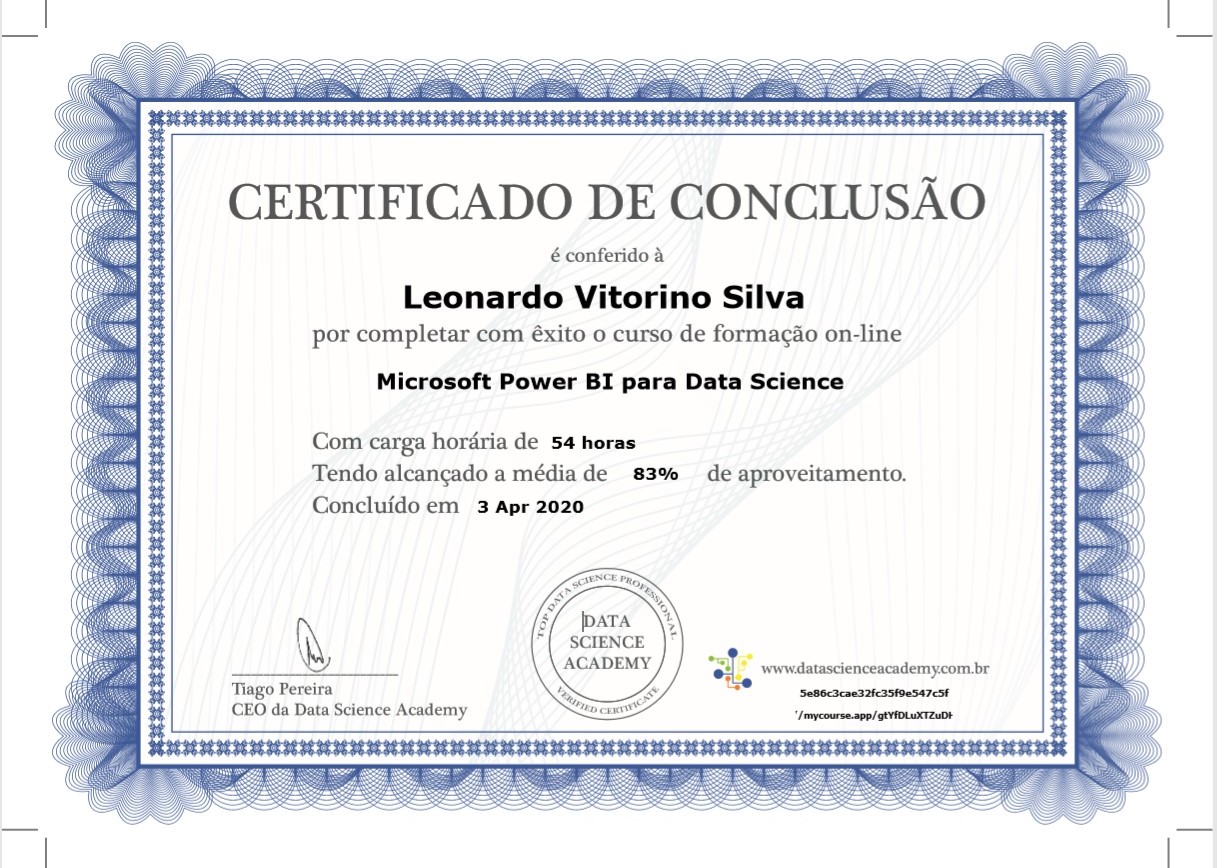 CERTIFICADO DE CONCLUSÃO
é conferido à
Leonardo Vitorino Silva
por completar com êxito o curso de formação on-line
Microsoft Power BI para Data Science
Com carga horária de 54 horas
Tendo alcançado a média de 83% de aproveitamento.
Concluído em 3 Apr 2020
TOP DATA SCIENCE PROFESSIONAL
DATA
SCIENCE
ACADEMY
VERIFIED CERTIFICATE
Tiago Pereira
CEO da Data Science Academy
www.datascienceacademy.com.br
5e86c3cae32fc35f9e547c5f
/mycourse.app/gtYfDLuXTZuDH